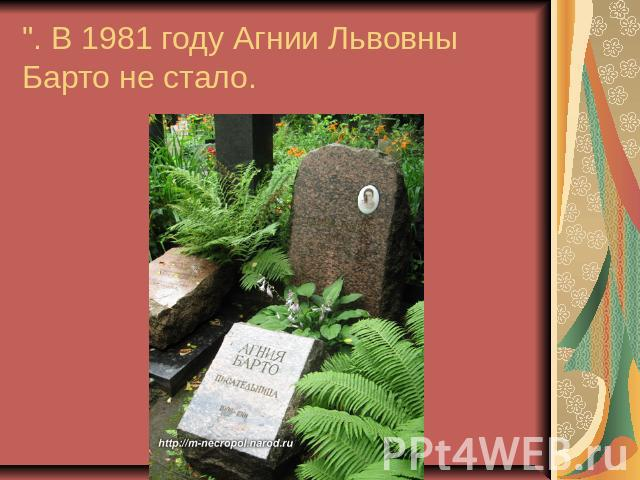 ". В 1981 году Агнии Львовны
Барто не стало.
АГНИЯ
БАРТО
ПИСАТЕЛЬНИЦА
http://m-necropol.narod.ru
PPt4WEB.ru